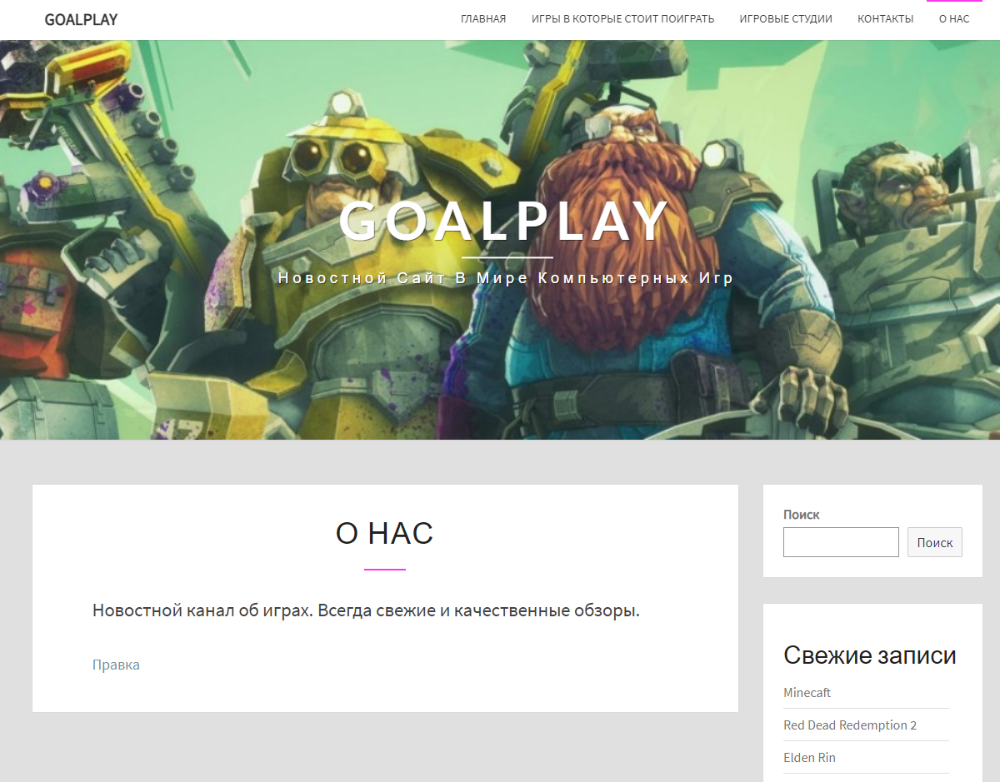 GOALPLAY
ГЛАВНАЯ ИГРЫ В КОТОРЫЕ СТОИТ ПОИГРАТЬ ИГРОВЫЕ СТУДИИ КОНТАКТЫ О НАС
GOALPLAY
Новостной Сайт В Мире Компьютерных Игр
О НАС
Новостной канал об играх. Всегда свежие и качественные обзоры.
Правка
Поиск
Поиск
Свежие записи
Minecaft
Red Dead Redemption 2
Elden Rin